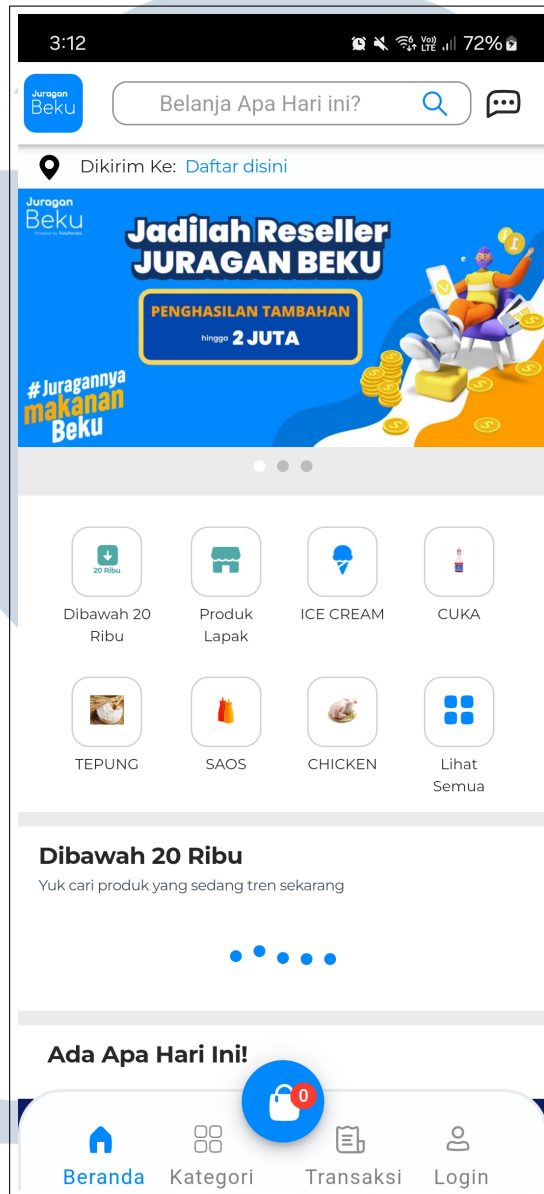 3:12
Vo))
LTE
72%
Juragan
Beku
Belanja Apa Hari ini?
Dikirim Ke: Daftar disini
Juragan
Beku
Jadilah Reseller
JURAGAN BEKU
PENGHASILAN TAMBAHAN
hingga 2 JUTA
#Juragannya
makanan
Beku
20 Ribu
Dibawah 20
Ribu
Produk
Lapak
ICE CREAM
CUKA
TEPUNG
SAOS
CHICKEN
Lihat
Semua
Dibawah 20 Ribu
Yuk cari produk yang sedang tren sekarang
Ada Apa Hari Ini!
0
Beranda
Kategori
Transaksi
Login